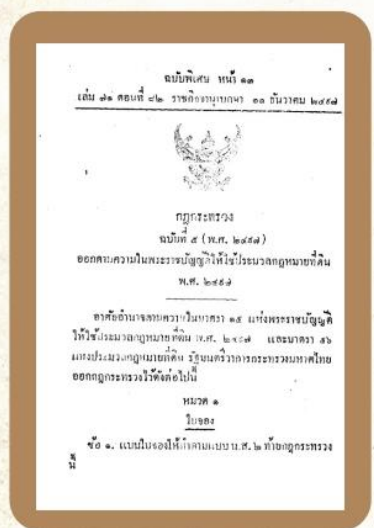 ฉบับพิเศษ หน้า ๑๓
เล่ม ๗๑ ตอนที่ ๘๒ ราชกิจจานุเบกษา ๑๑ ธันวาคม ๒๔๙๗
กฎกระทรวง
ฉบับที่ ๕ (พ.ศ. ๒๔๙๗)
ออกตามความในพระราชบัญญัติให้ใช้ประมวลกฎหมายที่ดิน
พ.ศ. ๒๔๙๗
อาศัยอำนาจตามความในมาตรา ๑๕ แห่งพระราชบัญญัติ
ให้ใช้ประมวลกฎหมายที่ดิน พ.ศ. ๒๔๙๗ และมาตรา ๕๖
แห่งประมวลกฎหมายที่ดิน รัฐมนตรีว่าการกระทรวงมหาดไทย
ออกกฎกระทรวงไว้ดังต่อไปนี้
หมวด ๑
ใบจอง
ข้อ ๑. แบบใบจองให้ทำตามแบบ น.ส. ๒ ท้ายกฎกระทรวง
นี้